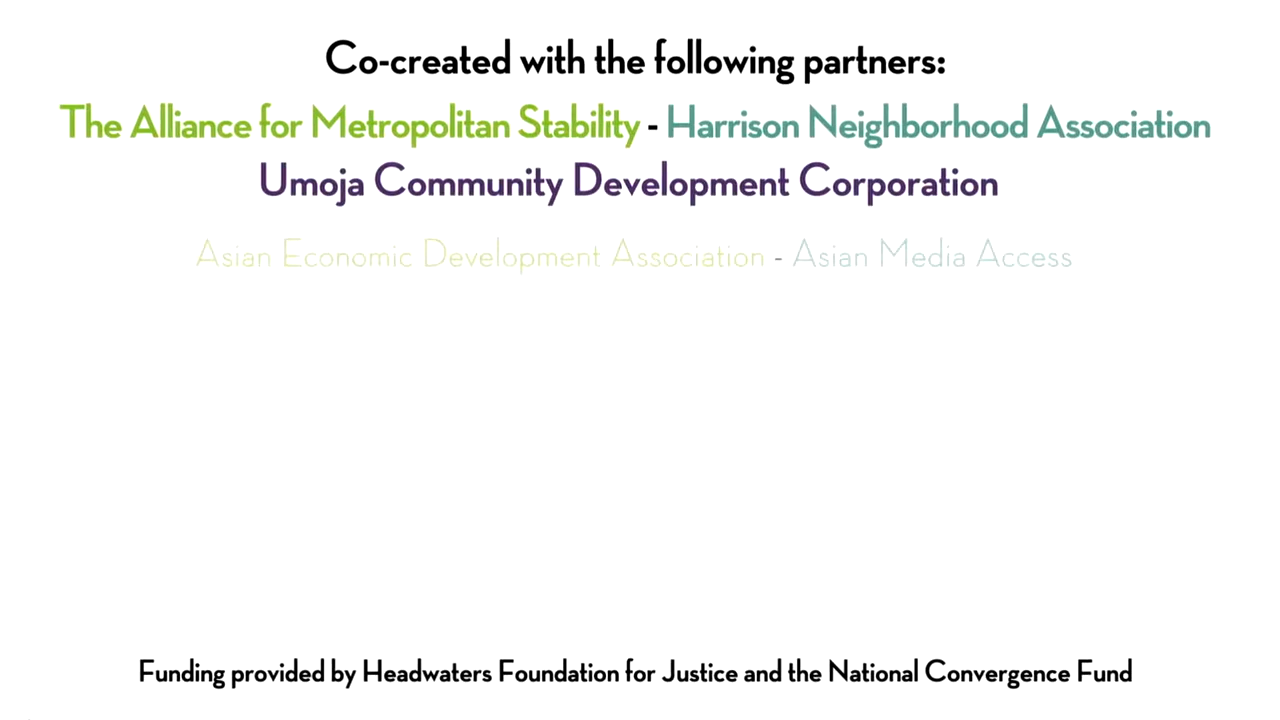 Co-created with the following partners:
The Alliance for Metropolitan Stability - Harrison Neighborhood Association
Umoja Community Development Corporation
Asian Economic Development Association - Asian Media Access
Funding provided by Headwaters Foundation for Justice and the National Convergence Fund